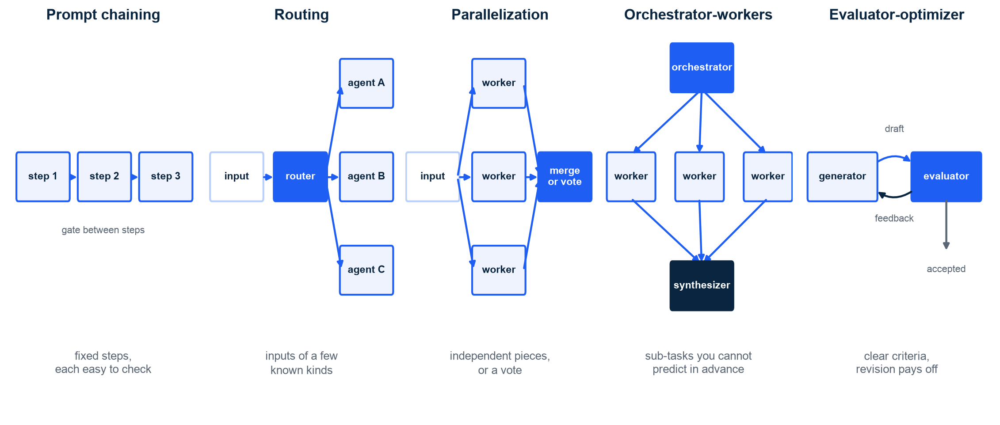 Prompt chaining
step 1
step 2
step 3
gate between steps
fixed steps,
each easy to check
Routing
input
router
agent A
agent B
agent C
inputs of a few
known kinds
Parallelization
input
worker
worker
worker
merge
or vote
independent pieces,
or a vote
Orchestrator-workers
orchestrator
worker
worker
worker
synthesizer
sub-tasks you cannot
predict in advance
Evaluator-optimizer
draft
generator
evaluator
feedback
accepted
clear criteria,
revision pays off